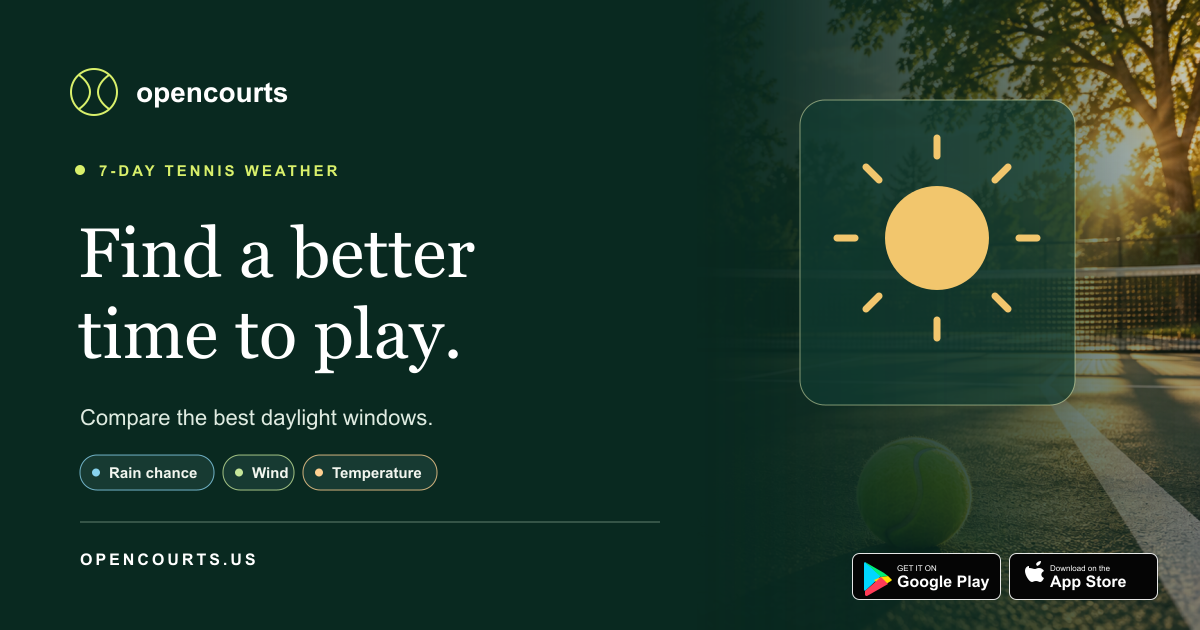 opencourts
7-DAY TENNIS WEATHER
Find a better
time to play.
Compare the best daylight windows.
Rain chance
Wind
Temperature
OPENCOURTS.US
GET IT ON
Google Play
Download on the
App Store